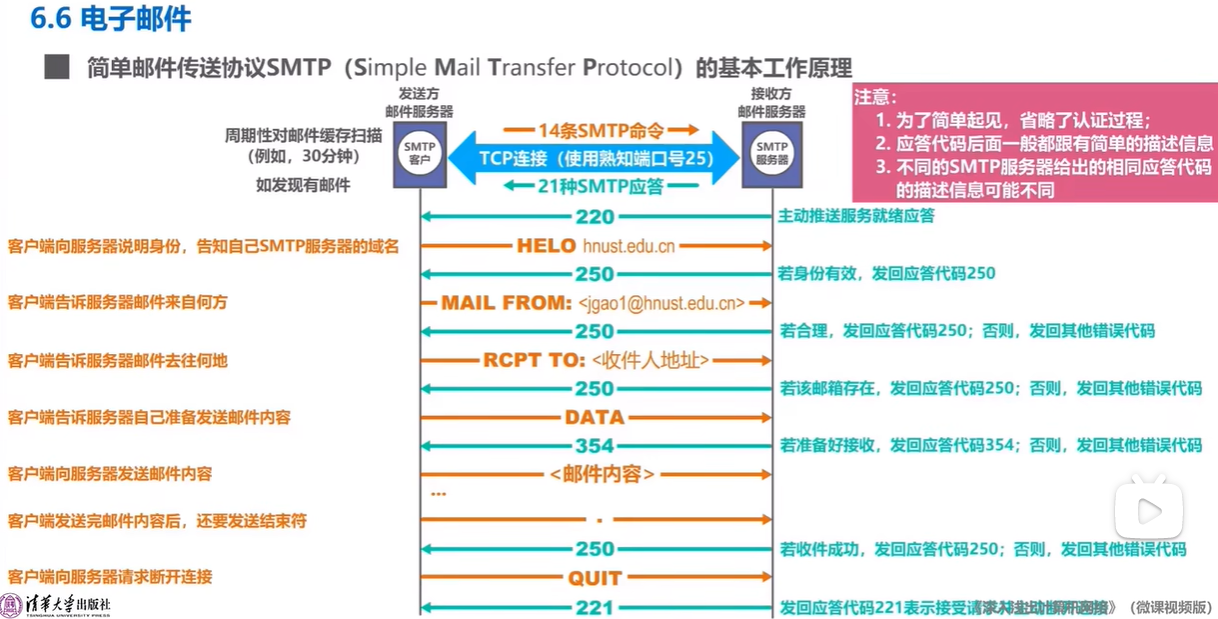 6.6 电子邮件
简单邮件传送协议SMTP（Simple Mail Transfer Protocol）的基本工作原理
发送方
邮件服务器
接收方
邮件服务器
注意：
1. 为了简单起见，省略了认证过程；
2. 应答代码后面一般都跟有简单的描述信息
3. 不同的SMTP服务器给出的相同应答代码
的描述信息可能不同
周期性对邮件缓存扫描
（例如，30分钟）
如发现有邮件
SMTP
客户
14条SMTP命令
TCP连接（使用熟知端口号25）
21种SMTP应答
SMTP
服务器
220
主动推送服务就绪应答
客户端向服务器说明身份，告知自己SMTP服务器的域名
HELO hnust.edu.cn
250
若身份有效，发回应答代码250
客户端告诉服务器邮件来自何方
MAIL FROM: <jgao1@hnust.edu.cn>
250
若合理，发回应答代码250；否则，发回其他错误代码
客户端告诉服务器邮件去往何地
RCPT TO: <收件人地址>
250
若该邮箱存在，发回应答代码250；否则，发回其他错误代码
客户端告诉服务器自己准备发送邮件内容
DATA
354
若准备好接收，发回应答代码354；否则，发回其他错误代码
客户端向服务器发送邮件内容
<邮件内容>
...
客户端发送完邮件内容后，还要发送结束符
.
250
若收件成功，发回应答代码250；否则，发回其他错误代码
客户端向服务器请求断开连接
QUIT
221
发回应答代码221表示接受请求
（微课视频版）
清华大学出版社
TSINGHUA UNIVERSITY PRESS